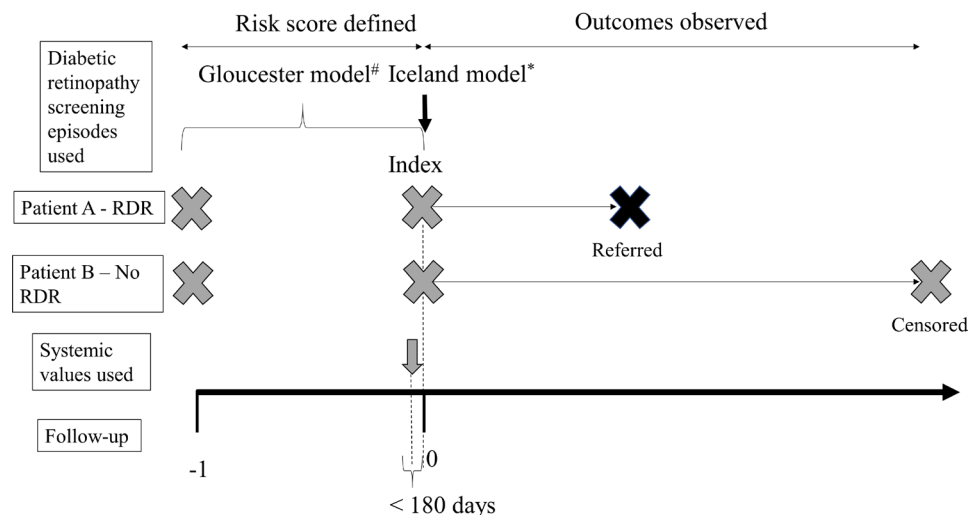 Risk score defined
Outcomes observed
Diabetic
retinopathy
screening
episodes
used
Gloucester model#
Iceland model*
Index
Patient A - RDR
Referred
Patient B – No
RDR
Censored
Systemic
values used
Follow-up
-1
0
< 180 days